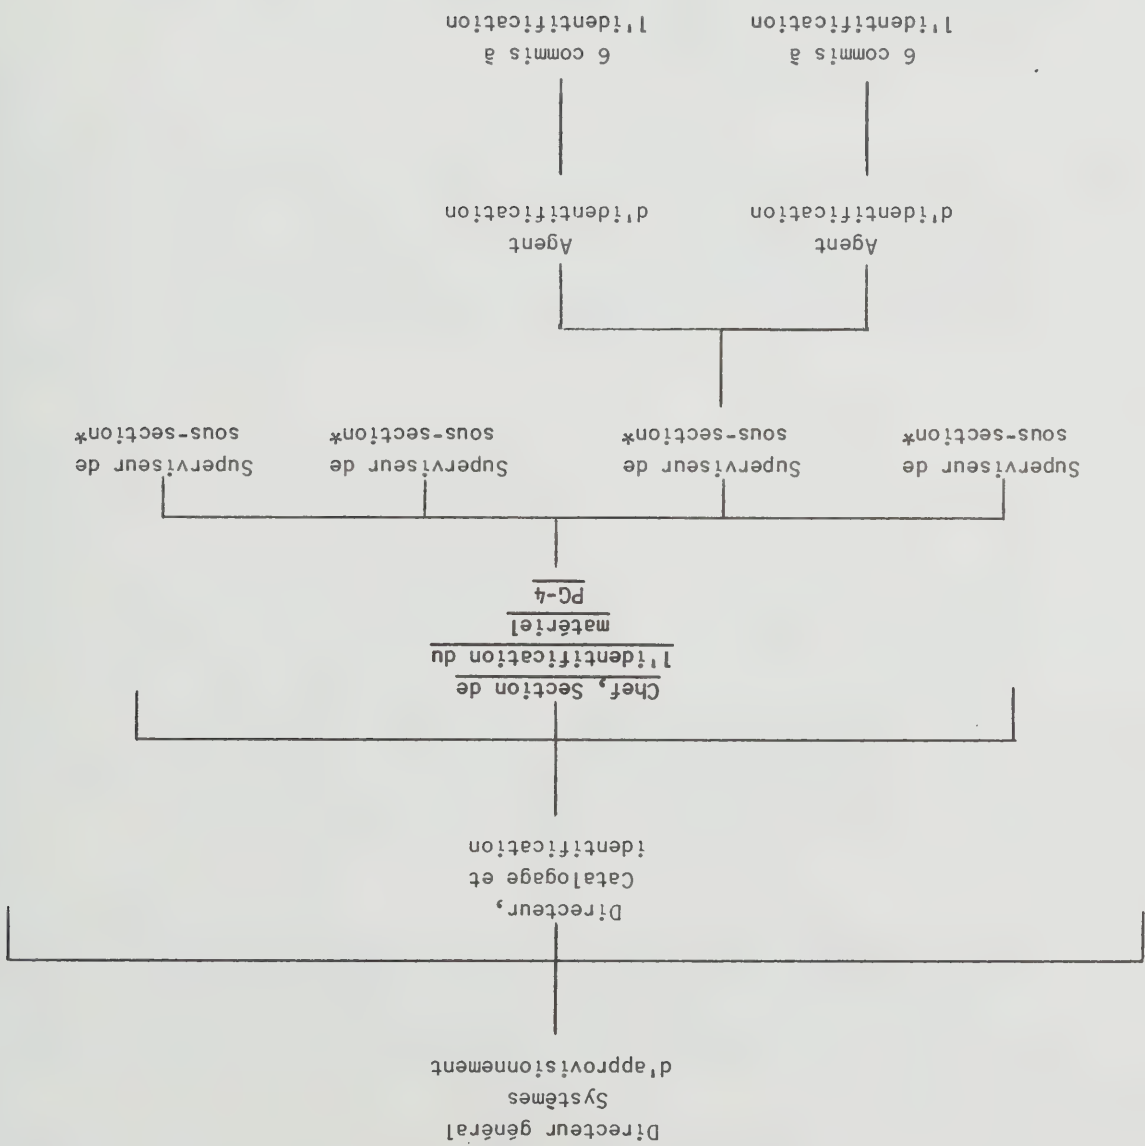 Directeur général
Systèmes
d'approvisionnement
Directeur,
Catalogage et
identification
Chef, Section de
l'identification du
matériel
PG-4
Superviseur de
sous-section*
Superviseur de
sous-section*
Superviseur de
sous-section*
Superviseur de
sous-section*
Agent
d'identification
Agent
d'identification
6 commis à
l'identification
6 commis à
l'identification